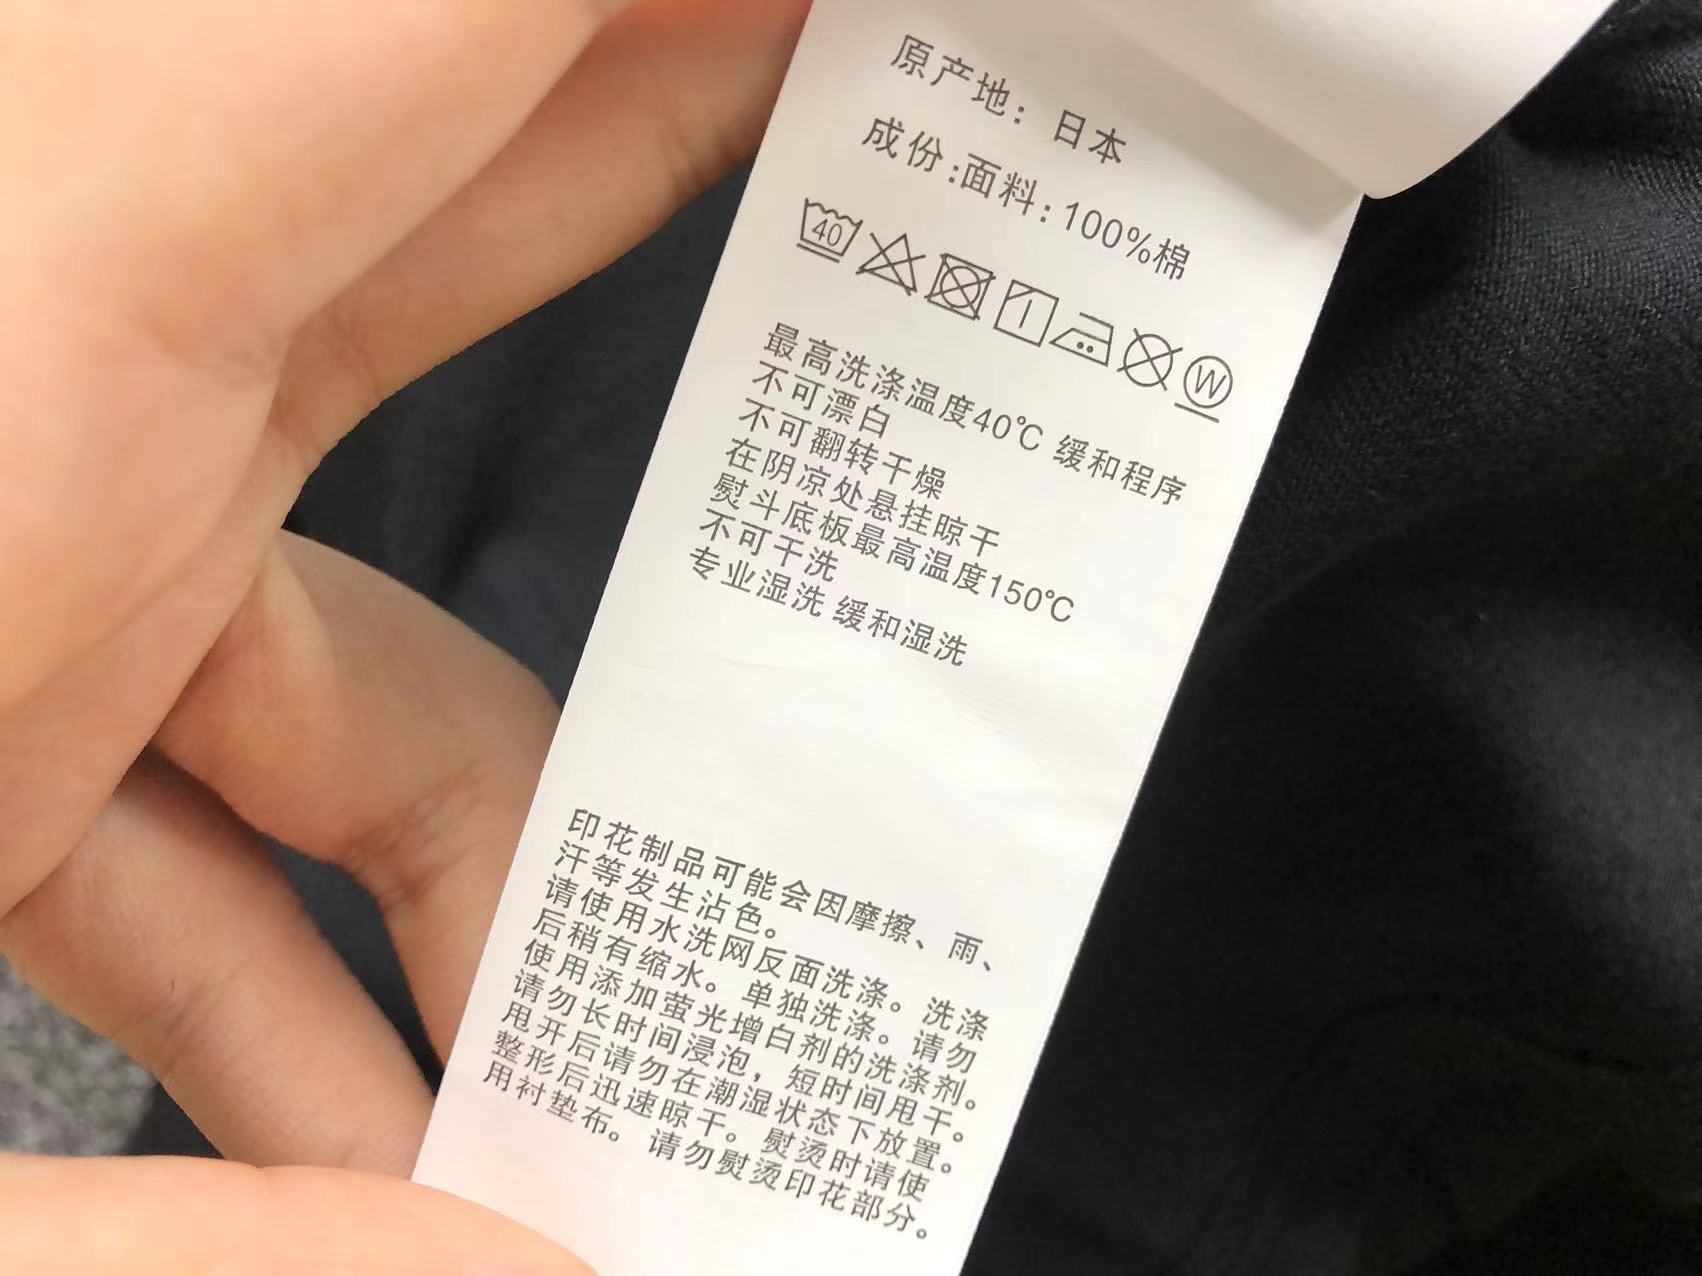 原产地：日本
成份:面料:100%棉
40 W
最高洗涤温度40℃ 缓和程序
不可漂白
不可翻转干燥
在阴凉处悬挂晾干
熨斗底板最高温度150℃
不可干洗
专业湿洗 缓和湿洗
印花制品可能会因摩擦、雨、
汗等发生沾色。
请使用水洗网反面洗涤。洗涤
后稍有缩水。单独洗涤。请勿
使用添加萤光增白剂的洗涤剂。
请勿长时间浸泡，短时间甩干。
甩开后请勿在潮湿状态下放置。
整形后迅速晾干。熨烫时请使
用衬垫布。请勿熨烫印花部分。